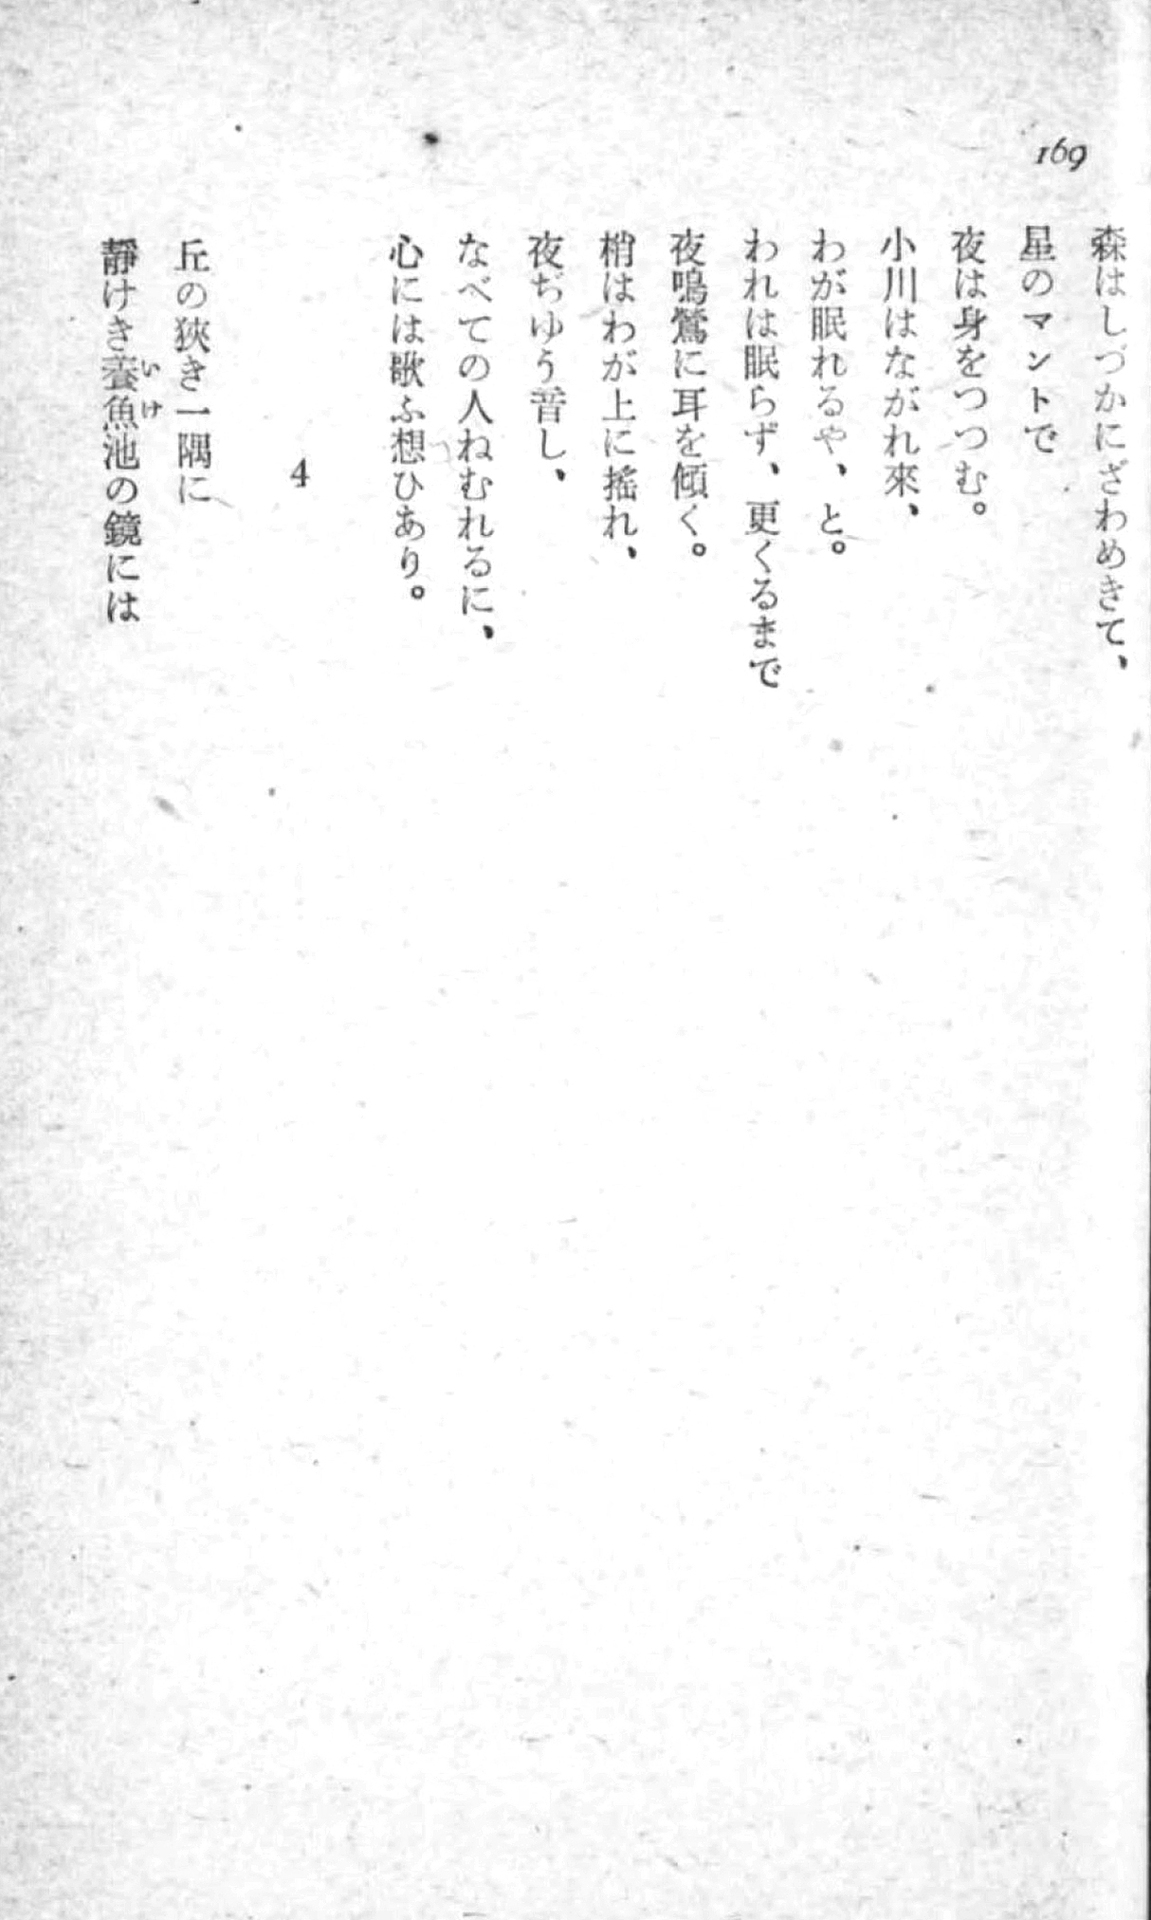 169
森はしづかにざわめきて、
星のマントで
夜は身をつつむ。
小川はながれ來、
わが眠れるや、と。
われは眠らず、更くるまで
夜鳴鶯に耳を傾く。
梢はわが上に搖れ、
夜ぢゆう音し、
なべての人ねむれるに、
心には歌ふ想ひあり。
4
丘の狹き一隅に
靜けき養魚池の鏡には
いけ